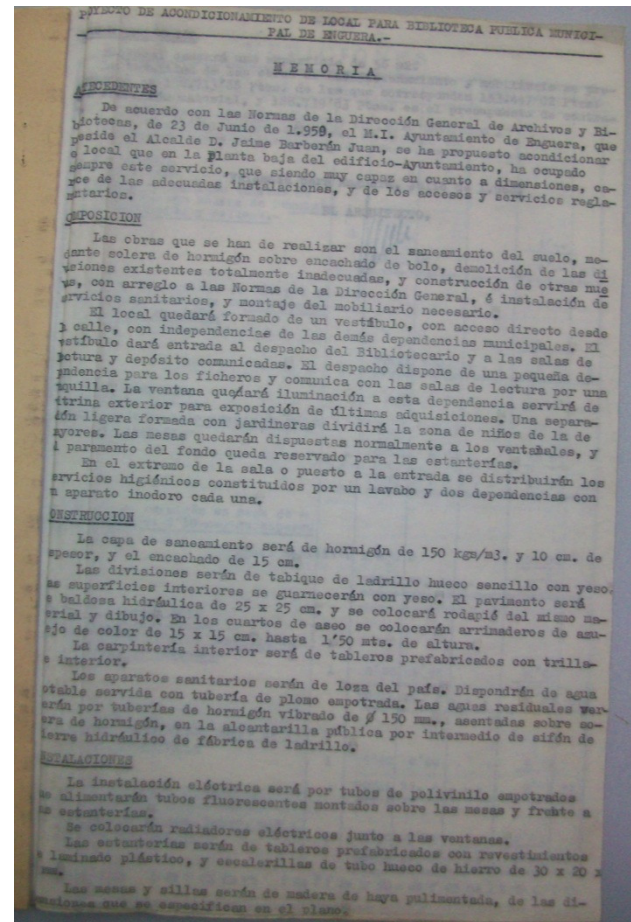 PROYECTO DE ACONDICIONAMIENTO DE LOCAL PARA BIBLIOTECA PUBLICA MUNICI-
PAL DE ENGUERA.-
M E M O R I A
ANTECEDENTES
De acuerdo con las Normas de la Dirección General de Archivos y Bi-
bliotecas, de 23 de Junio de 1.958, el M.I. Ayuntamiento de Enguera, que
preside el Alcalde D. Jaime Barberán Juan, se ha propuesto acondicionar
e local que en la planta baja del edificio-Ayuntamiento, ha ocupado
siempre este servicio, que siendo muy capaz en cuanto a dimensiones, ca-
rce de las adecuadas instalaciones, y de los accesos y servicios regla-
mentarios.
COMPOSICION
Las obras que se han de realizar son el saneamiento del suelo, me-
diante solera de hormigón sobre encachado de bolo, demolición de las di
visiones existentes totalmente inadecuadas, y construcción de otras nue
vas, con arreglo a las Normas de la Dirección General, é instalación de
servicios sanitarios, y montaje del mobiliario necesario.
El local quedará formado de un vestíbulo, con acceso directo desde
a calle, con independencias de las demás dependencias municipales. El
vestíbulo dará entrada al despacho del Bibliotecario y a las salas de
lectura y depósito comunicadas. El despacho dispone de una pequeña de-
pendencia para los ficheros y comunica con las salas de lectura por una
taquilla. La ventana que dará iluminación a esta dependencia servirá de
vitrina exterior para exposición de últimas adquisiciones. Una separa-
ción ligera formada con jardineras dividirá la zona de niños de la de
mayores. Las mesas quedarán dispuestas normalmente a los ventanales, y
l paramento del fondo queda reservado para las estanterías.
En el extremo de la sala o puesto a la entrada se distribuirán los
servicios higiénicos constituidos por un lavabo y dos dependencias con
n aparato inodoro cada una.
CONSTRUCCION
La capa de saneamiento será de hormigón de 150 kgs/m3. y 10 cm. de
espesor, y el encachado de 15 cm.
Las divisiones serán de tabique de ladrillo hueco sencillo con yeso.
as superficies interiores se guarnecerán con yeso. El pavimento será
e baldosa hidráulica de 25 x 25 cm. y se colocará rodapié del mismo ma-
terial y dibujo. En los cuartos de aseo se colocarán arrimaderos de azu-
lejo de color de 15 x 15 cm. hasta 1'50 mts. de altura.
La carpintería interior será de tableros prefabricados con trilla-
e interior.
Los aparatos sanitarios serán de loza del país. Dispondrán de agua
potable servida con tubería de plomo empotrada. Las aguas residuales ver-
erán por tuberías de hormigón vibrado de Ø 150 mm., asentadas sobre so-
era de hormigón, en la alcantarilla pública por intermedio de sifón de
ierre hidráulico de fábrica de ladrillo.
INSTALACIONES
La instalación eléctrica será por tubos de polivinilo empotrados
ue alimentarán tubos fluorescentes montados sobre las mesas y frente a
as estanterías.
Se colocarán radiadores eléctricos junto a las ventanas.
Las estanterías serán de tableros prefabricados con revestimientos
e laminado plástico, y escalerillas de tubo hueco de hierro de 30 x 20 x
mm.
Las mesas y sillas serán de madera de haya pulimentada, de las di-
mensiones que se especifican en el plano.